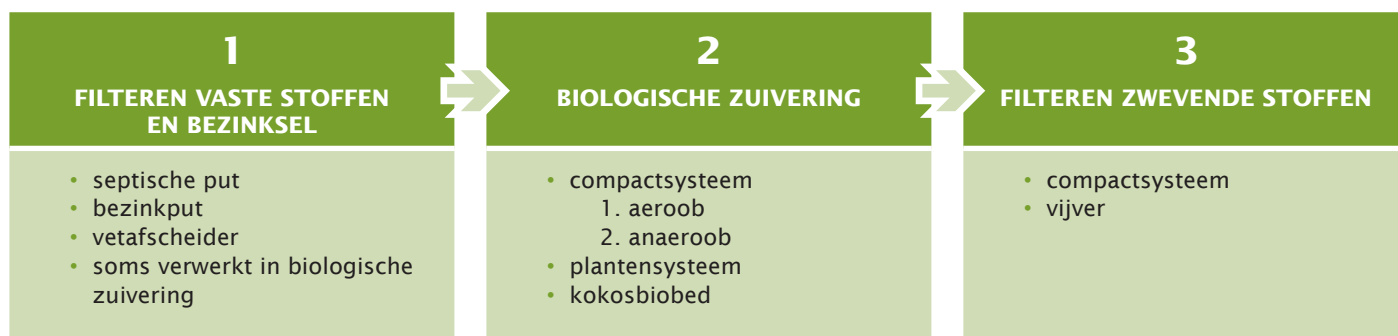 1
FILTEREN VASTE STOFFEN
EN BEZINKSEL
• septische put
• bezinkput
• vetafscheider
• soms verwerkt in biologische
zuivering
2
BIOLOGISCHE ZUIVERING
• compactsysteem
1. aeroob
2. anaeroob
• plantensysteem
• kokosbiobed
3
FILTEREN ZWEVENDE STOFFEN
• compactsysteem
• vijver